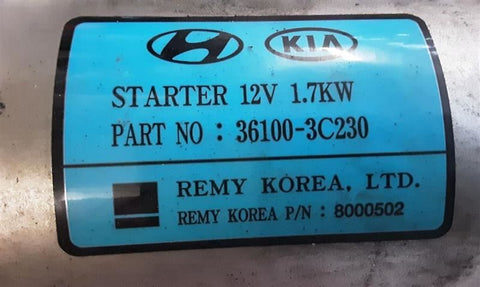 KIA
STARTER 12V 1.7KW
PART NO : 36100-3C230
REMY KOREA, LTD.
REMY KOREA P/N : 8000502